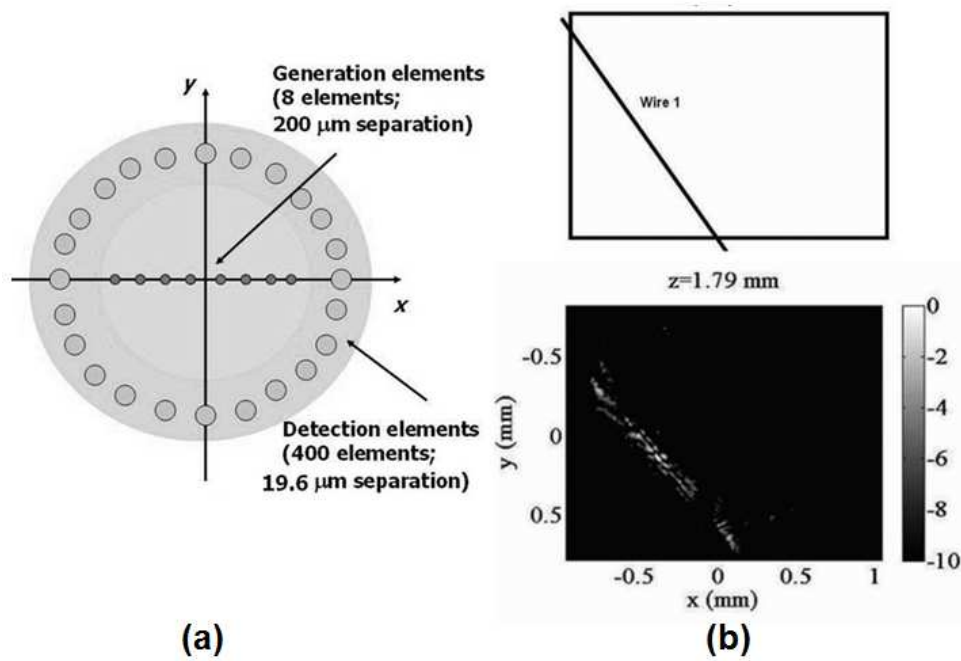 Generation elements
(8 elements;
200 µm separation)
y
x
Detection elements
(400 elements;
19.6 µm separation)
(a)
Wire 1
z=1.79 mm
-0.5
0
0.5
y (mm)
-0.5
0
0.5
1
x (mm)
0
-2
-4
-6
-8
-10
(b)